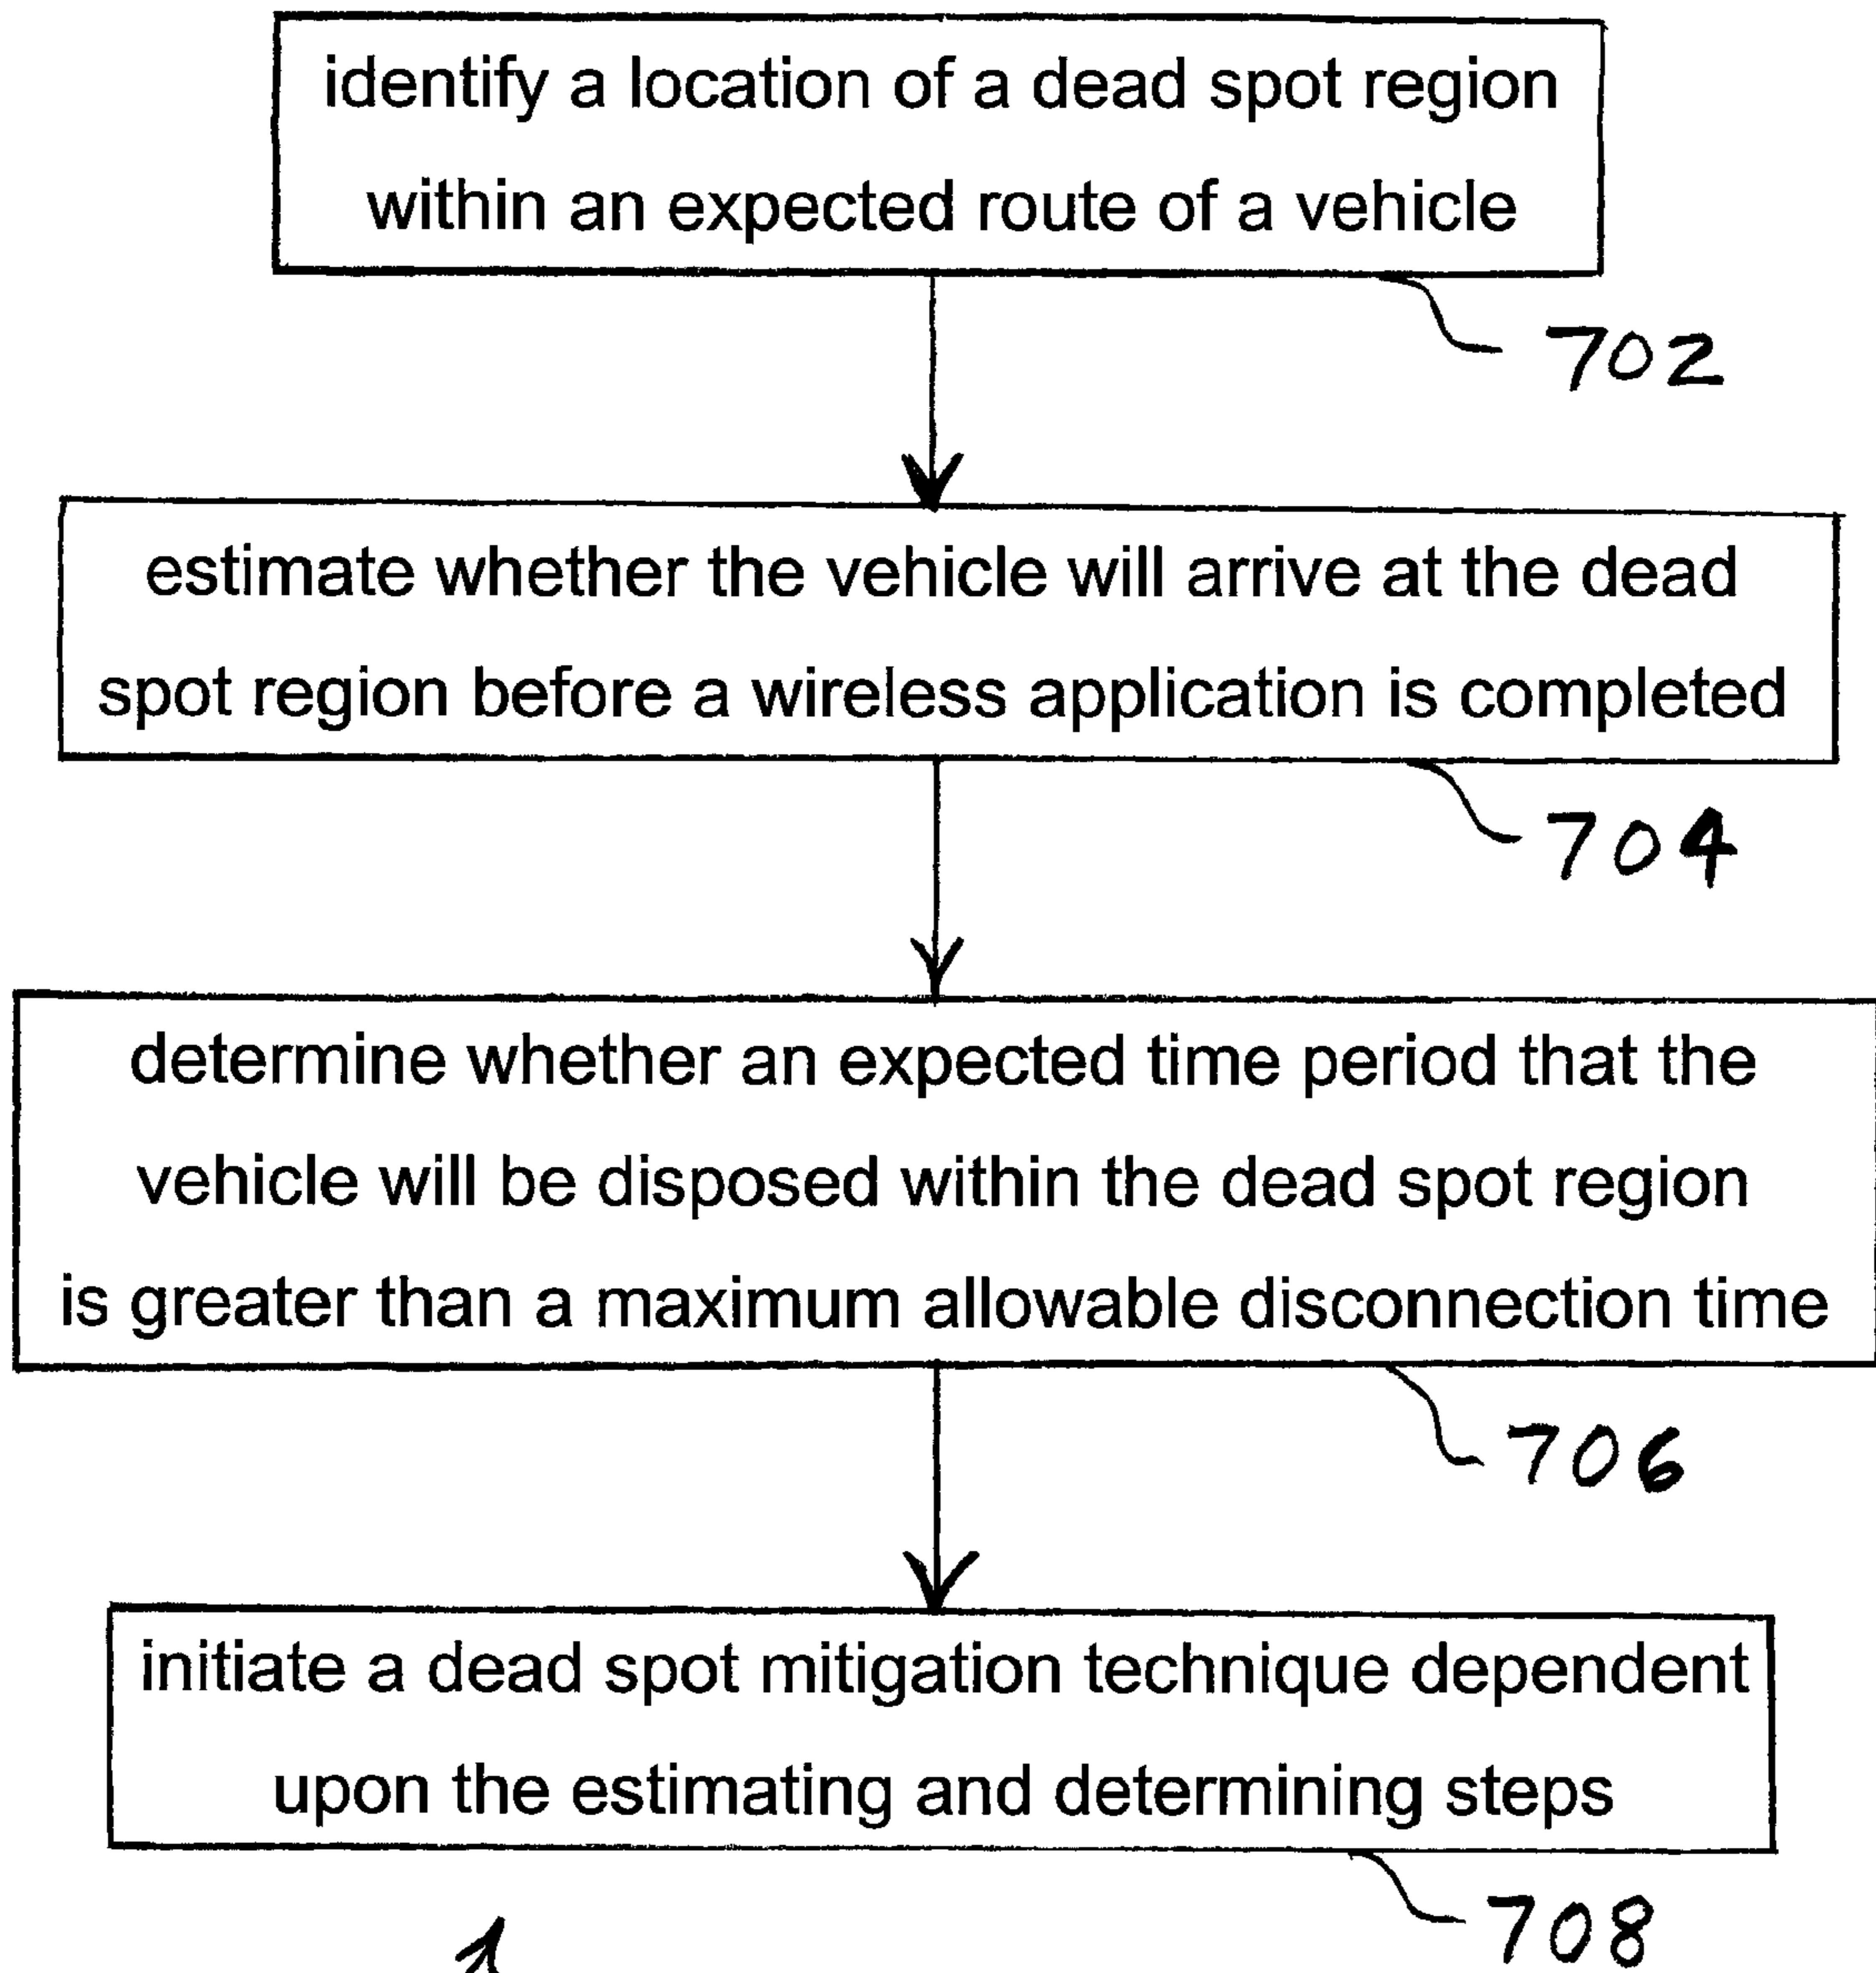 identify a location of a dead spot region
within an expected route of a vehicle
702
estimate whether the vehicle will arrive at the dead
spot region before a wireless application is completed
704
determine whether an expected time period that the
vehicle will be disposed within the dead spot region
is greater than a maximum allowable disconnection time
706
initiate a dead spot mitigation technique dependent
upon the estimating and determining steps
708